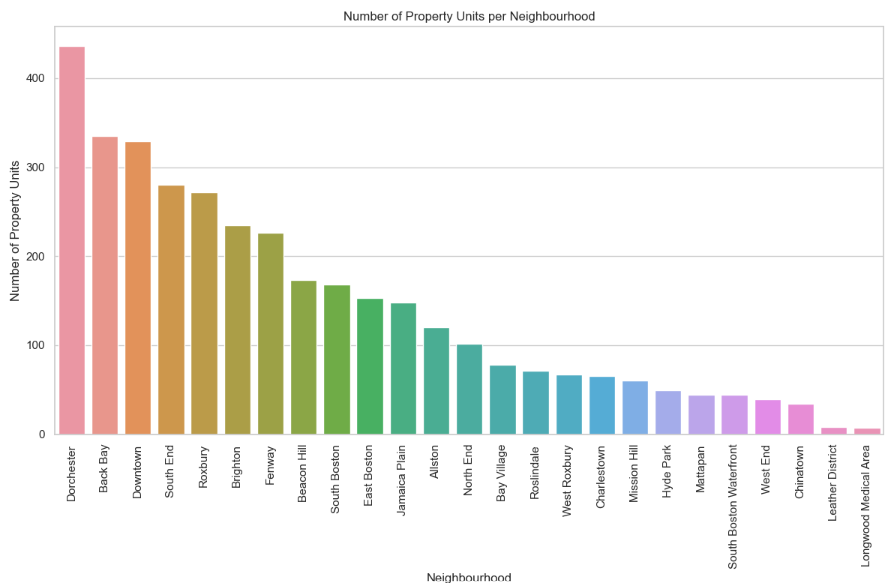 Number of Property Units per Neighbourhood
Number of Property Units
400
300
200
100
0
Dorchester
Back Bay
Downtown
South End
Roxbury
Brighton
Fenway
Beacon Hill
South Boston
East Boston
Jamaica Plain
Allston
North End
Bay Village
Roslindale
West Roxbury
Charlestown
Mission Hill
Hyde Park
Mattapan
South Boston Waterfront
West End
Chinatown
Leather District
Longwood Medical Area
Neighbourhood